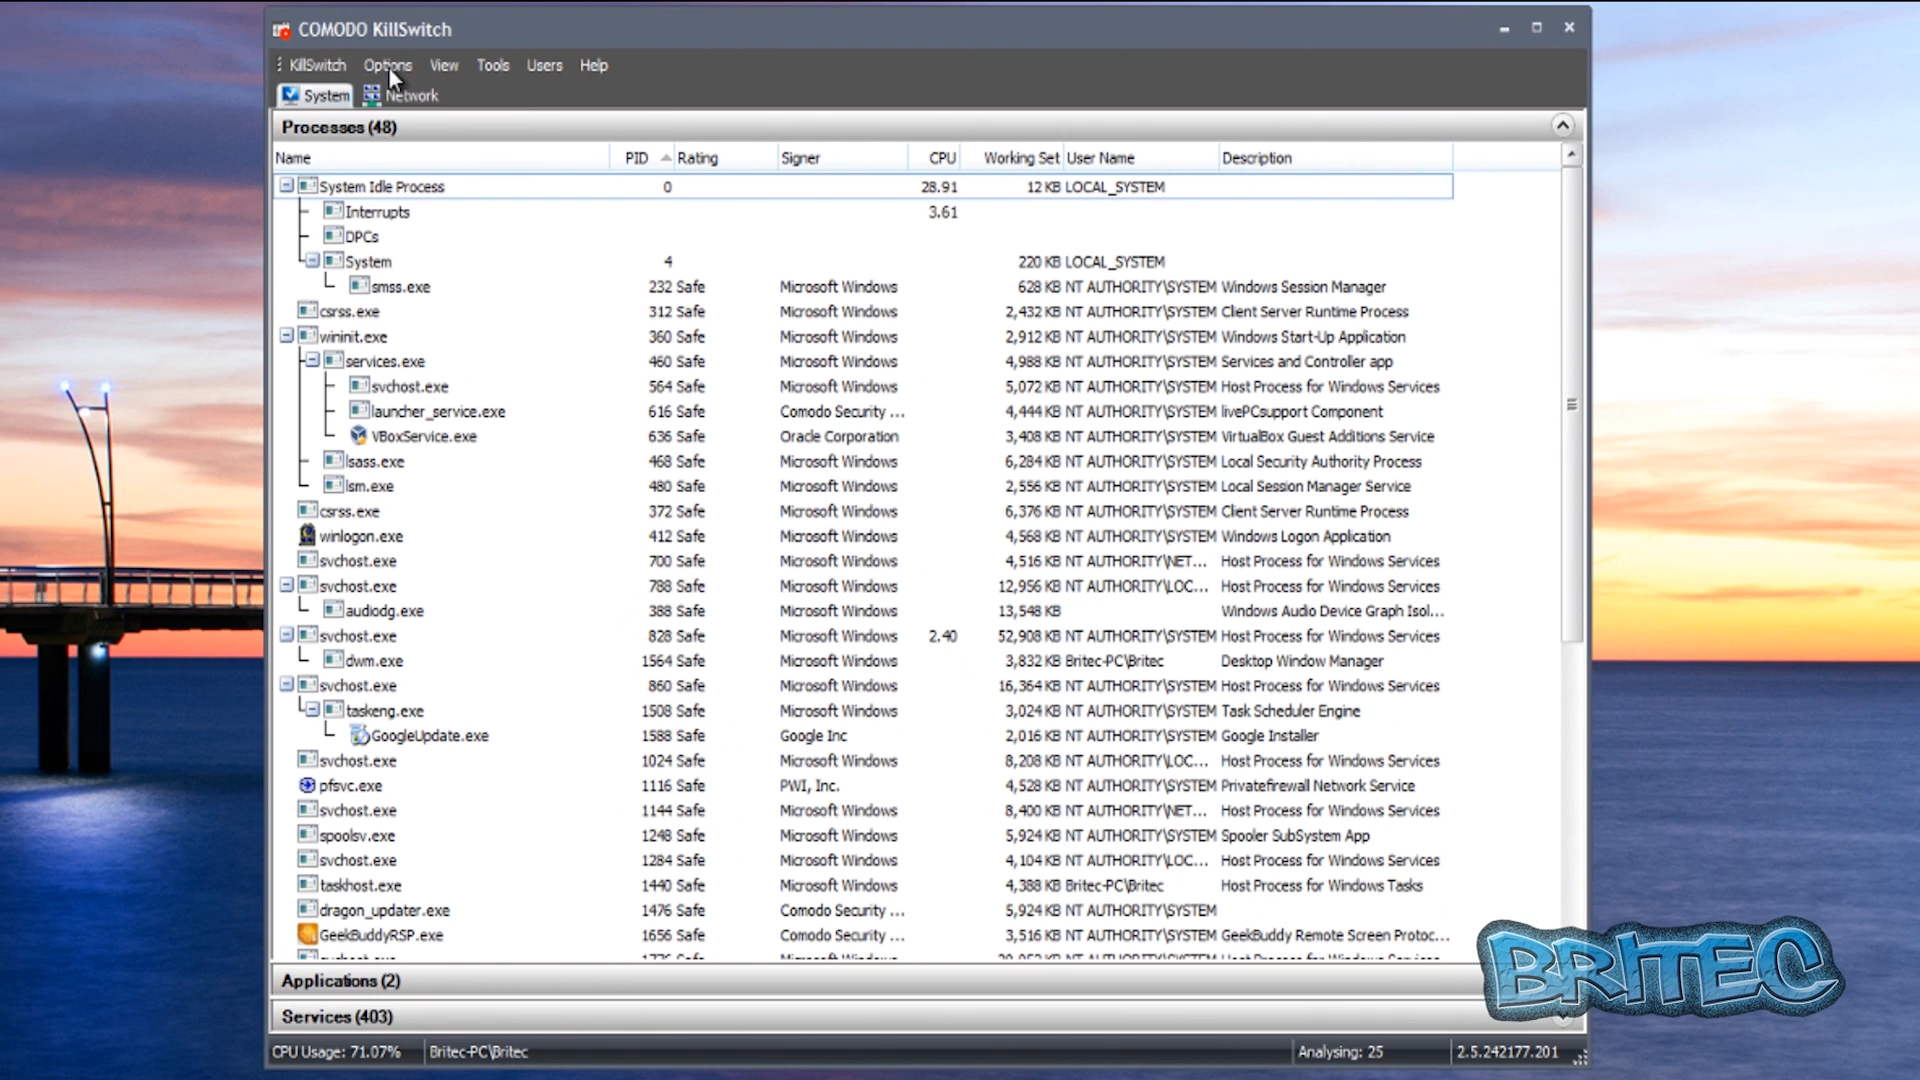 COMODO KillSwitch
KillSwitch Options View Tools Users Help
System Network
Processes (48)
Name PID Rating Signer CPU Working Set User Name Description
System Idle Process 0 28.91 12 KB LOCAL_SYSTEM
Interrupts 3.61
DPCs
System 4 220 KB LOCAL_SYSTEM
smss.exe 232 Safe Microsoft Windows 628 KB NT AUTHORITY\SYSTEM Windows Session Manager
csrss.exe 312 Safe Microsoft Windows 2,432 KB NT AUTHORITY\SYSTEM Client Server Runtime Process
wininit.exe 360 Safe Microsoft Windows 2,912 KB NT AUTHORITY\SYSTEM Windows Start-Up Application
services.exe 460 Safe Microsoft Windows 4,988 KB NT AUTHORITY\SYSTEM Services and Controller app
svchost.exe 564 Safe Microsoft Windows 5,072 KB NT AUTHORITY\SYSTEM Host Process for Windows Services
launcher_service.exe 616 Safe Comodo Security ... 4,444 KB NT AUTHORITY\SYSTEM livePCsupport Component
VBoxService.exe 636 Safe Oracle Corporation 3,408 KB NT AUTHORITY\SYSTEM VirtualBox Guest Additions Service
lsass.exe 468 Safe Microsoft Windows 6,284 KB NT AUTHORITY\SYSTEM Local Security Authority Process
lsm.exe 480 Safe Microsoft Windows 2,556 KB NT AUTHORITY\SYSTEM Local Session Manager Service
csrss.exe 372 Safe Microsoft Windows 6,376 KB NT AUTHORITY\SYSTEM Client Server Runtime Process
winlogon.exe 412 Safe Microsoft Windows 4,568 KB NT AUTHORITY\SYSTEM Windows Logon Application
svchost.exe 700 Safe Microsoft Windows 4,516 KB NT AUTHORITY\NET... Host Process for Windows Services
svchost.exe 788 Safe Microsoft Windows 12,956 KB NT AUTHORITY\LOC... Host Process for Windows Services
audiodg.exe 388 Safe Microsoft Windows 13,548 KB Windows Audio Device Graph Isol...
svchost.exe 828 Safe Microsoft Windows 2.40 52,908 KB NT AUTHORITY\SYSTEM Host Process for Windows Services
dwm.exe 1564 Safe Microsoft Windows 3,832 KB Britec-PC\Britec Desktop Window Manager
svchost.exe 860 Safe Microsoft Windows 16,364 KB NT AUTHORITY\SYSTEM Host Process for Windows Services
taskeng.exe 1508 Safe Microsoft Windows 3,024 KB NT AUTHORITY\SYSTEM Task Scheduler Engine
GoogleUpdate.exe 1588 Safe Google Inc 2,016 KB NT AUTHORITY\SYSTEM Google Installer
svchost.exe 1024 Safe Microsoft Windows 8,208 KB NT AUTHORITY\LOC... Host Process for Windows Services
pfsvc.exe 1116 Safe PWI, Inc. 4,528 KB NT AUTHORITY\SYSTEM Privatefirewall Network Service
svchost.exe 1144 Safe Microsoft Windows 8,400 KB NT AUTHORITY\NET... Host Process for Windows Services
spoolsv.exe 1248 Safe Microsoft Windows 5,924 KB NT AUTHORITY\SYSTEM Spooler SubSystem App
svchost.exe 1284 Safe Microsoft Windows 4,104 KB NT AUTHORITY\LOC... Host Process for Windows Services
taskhost.exe 1440 Safe Microsoft Windows 4,388 KB Britec-PC\Britec Host Process for Windows Tasks
dragon_updater.exe 1476 Safe Comodo Security ... 5,924 KB NT AUTHORITY\SYSTEM
GeekBuddyRSP.exe 1656 Safe Comodo Security ... 3,516 KB NT AUTHORITY\SYSTEM GeekBuddy Remote Screen Protoc...
Applications (2)
Services (403)
BRITEC
CPU Usage: 71.07% Britec-PC\Britec Analysing: 25 2.5.242177.201